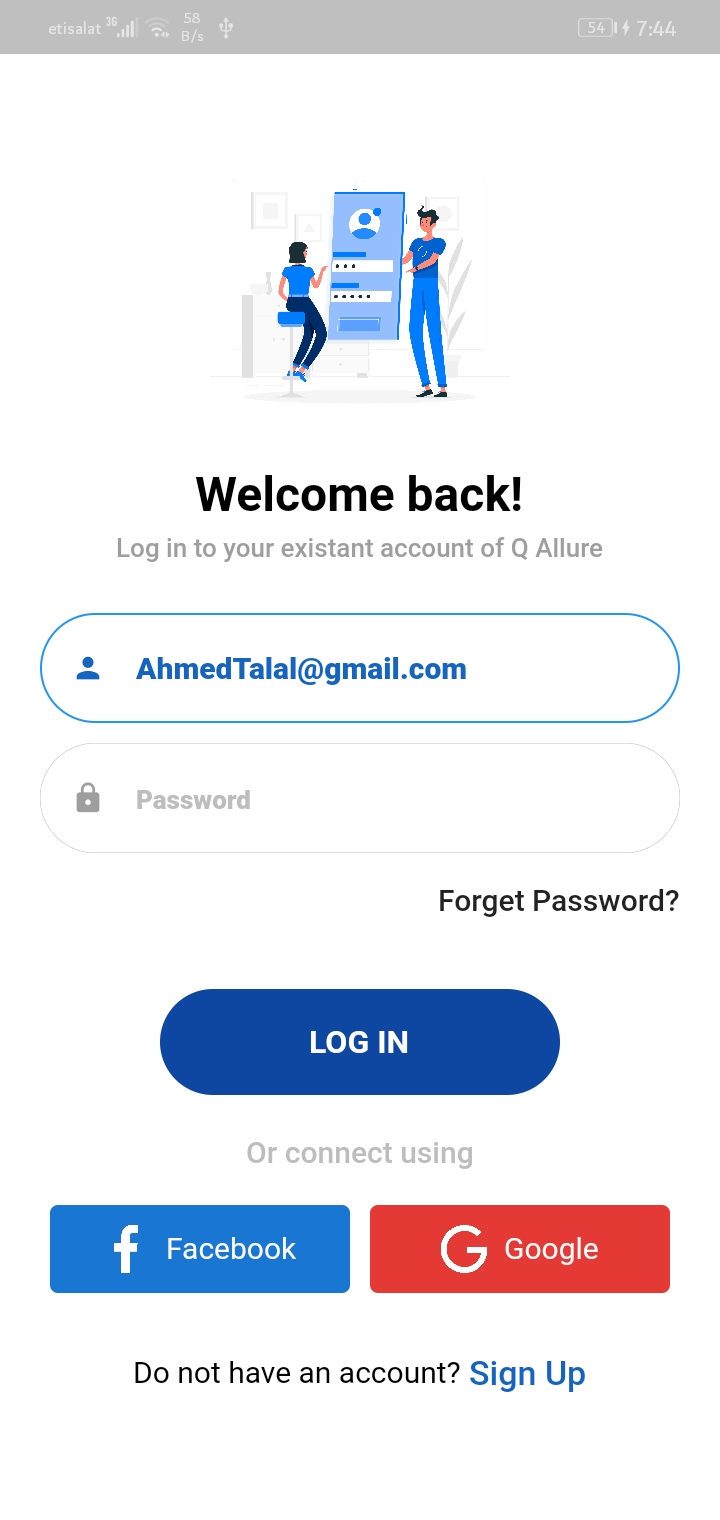 etisalat 3G 58 B/s 54 7:44
Welcome back!
Log in to your existant account of Q Allure
AhmedTalal@gmail.com
Password
Forget Password?
LOG IN
Or connect using
Facebook Google
Do not have an account? Sign Up